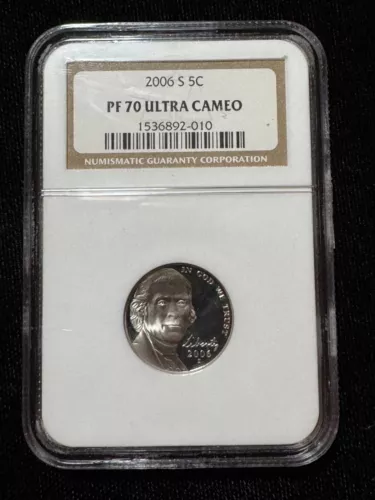 2006 S 5C
PF 70 ULTRA CAMEO
1536892-010
NUMISMATIC GUARANTY CORPORATION
IN GOD WE TRUST
Liberty
2006
S